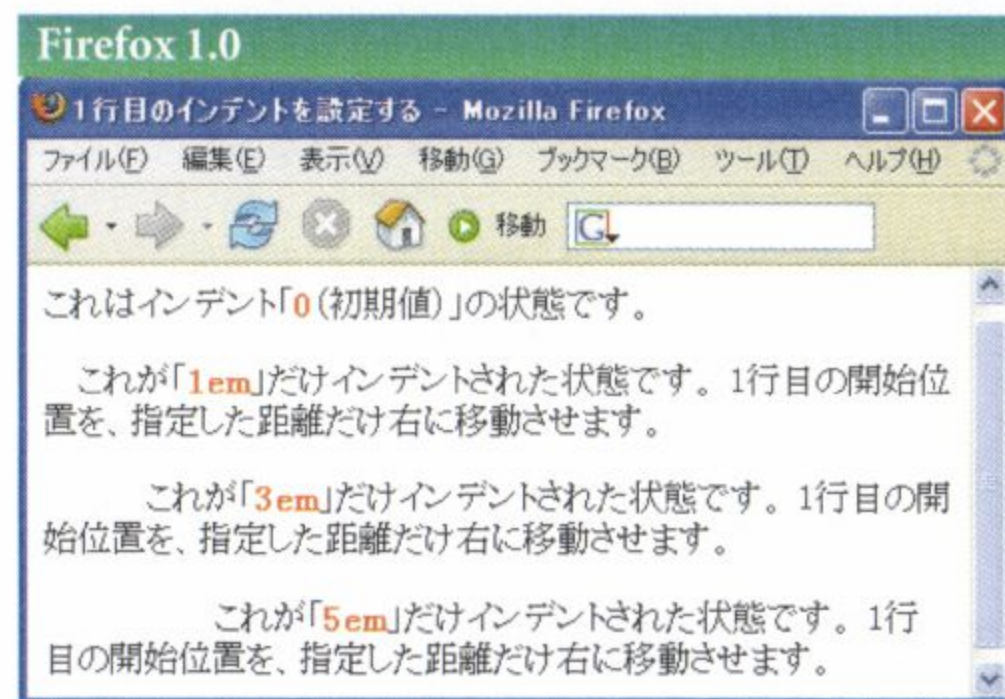 Firefox 1.0
1行目のインデントを設定する - Mozilla Firefox
ファイル(F) 編集(E) 表示(V) 移動(G) ブックマーク(B) ツール(T) ヘルプ(H)
移動 G
これはインデント「0(初期値)」の状態です。
これが「1em」だけインデントされた状態です。1行目の開始位
置を、指定した距離だけ右に移動させます。
これが「3em」だけインデントされた状態です。1行目の開
始位置を、指定した距離だけ右に移動させます。
これが「5em」だけインデントされた状態です。1行
目の開始位置を、指定した距離だけ右に移動させます。